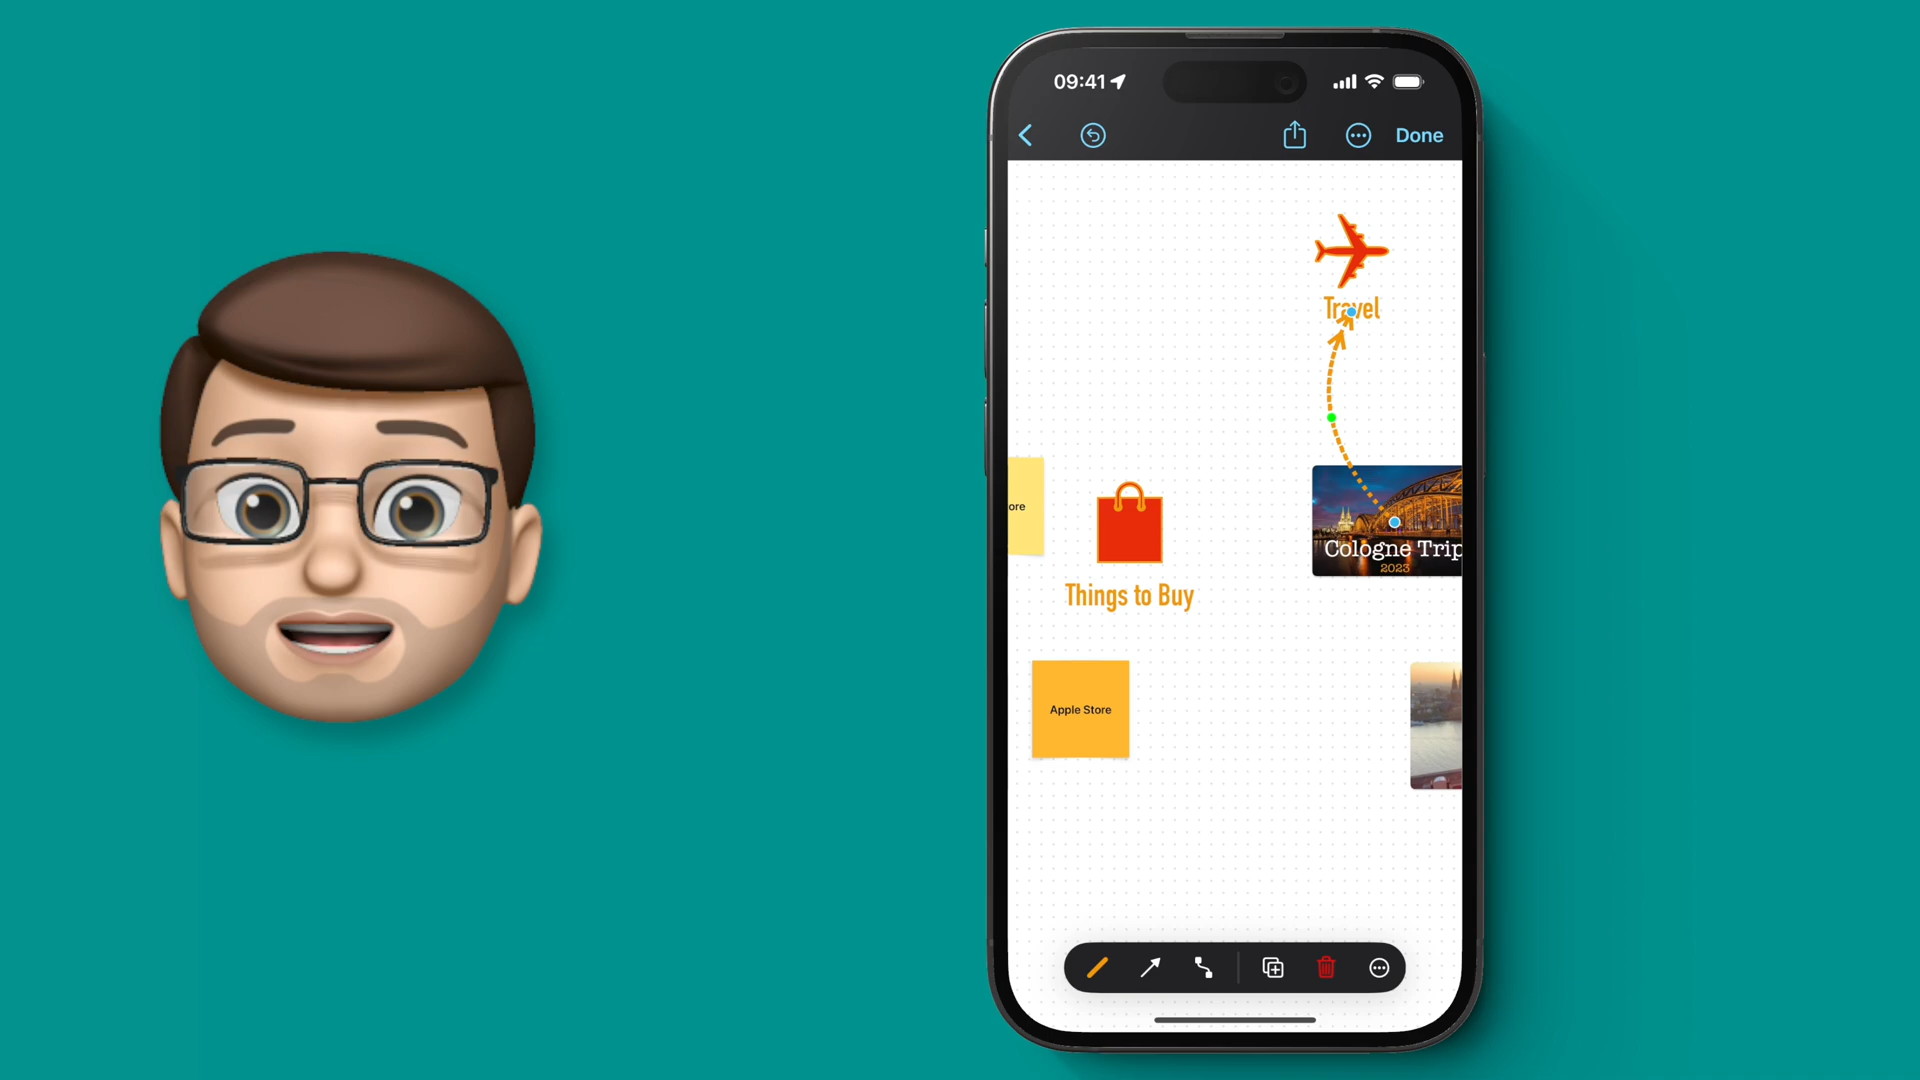 09:41
Done
Travel
ore
Cologne Trip
2023
Things to Buy
Apple Store